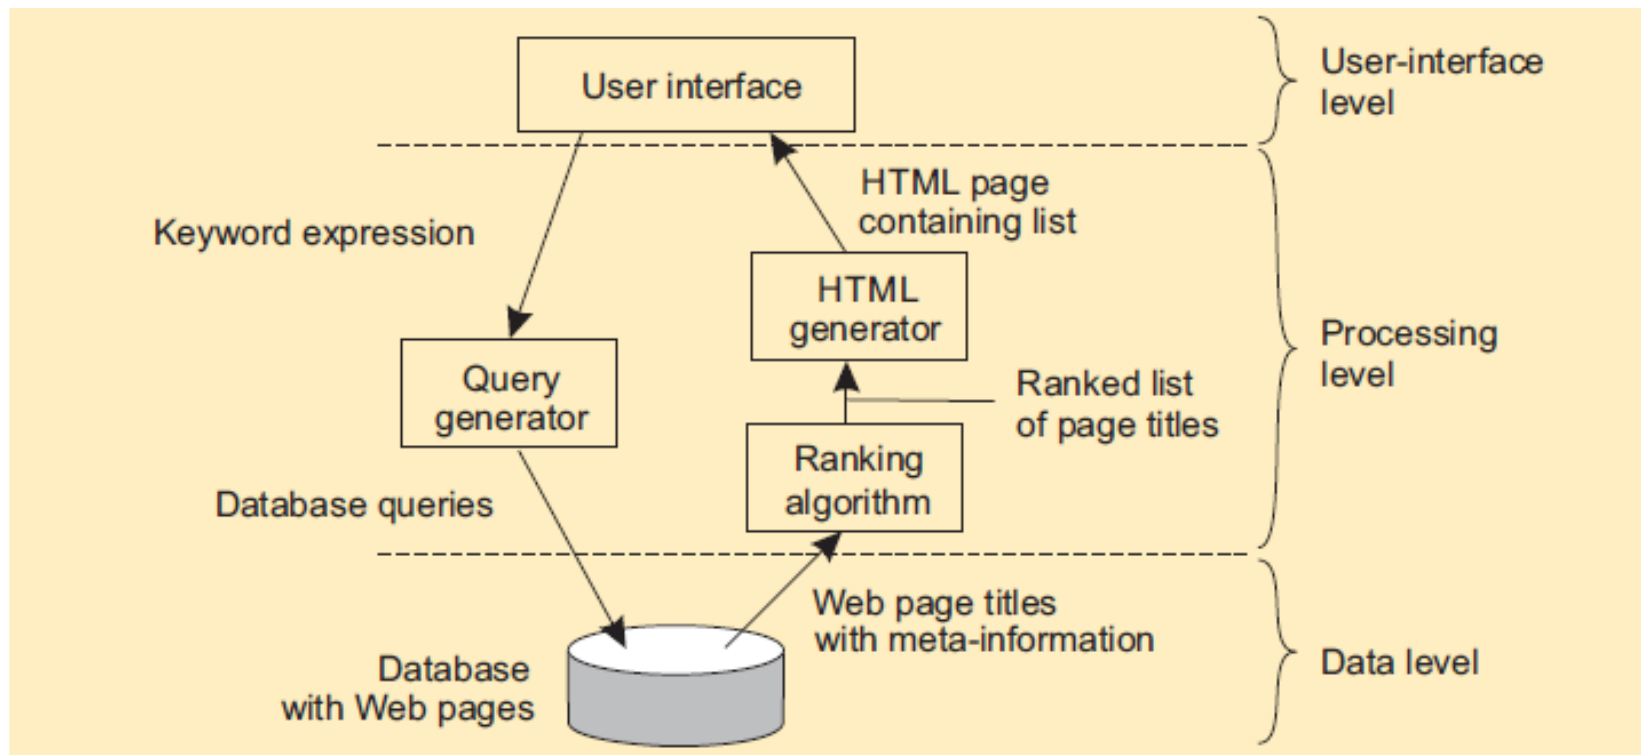 User interface
User-interface
level
HTML page
containing list
Keyword expression
HTML
generator
Processing
level
Query
generator
Ranked list
of page titles
Ranking
algorithm
Database queries
Web page titles
with meta-information
Database
with Web pages
Data level